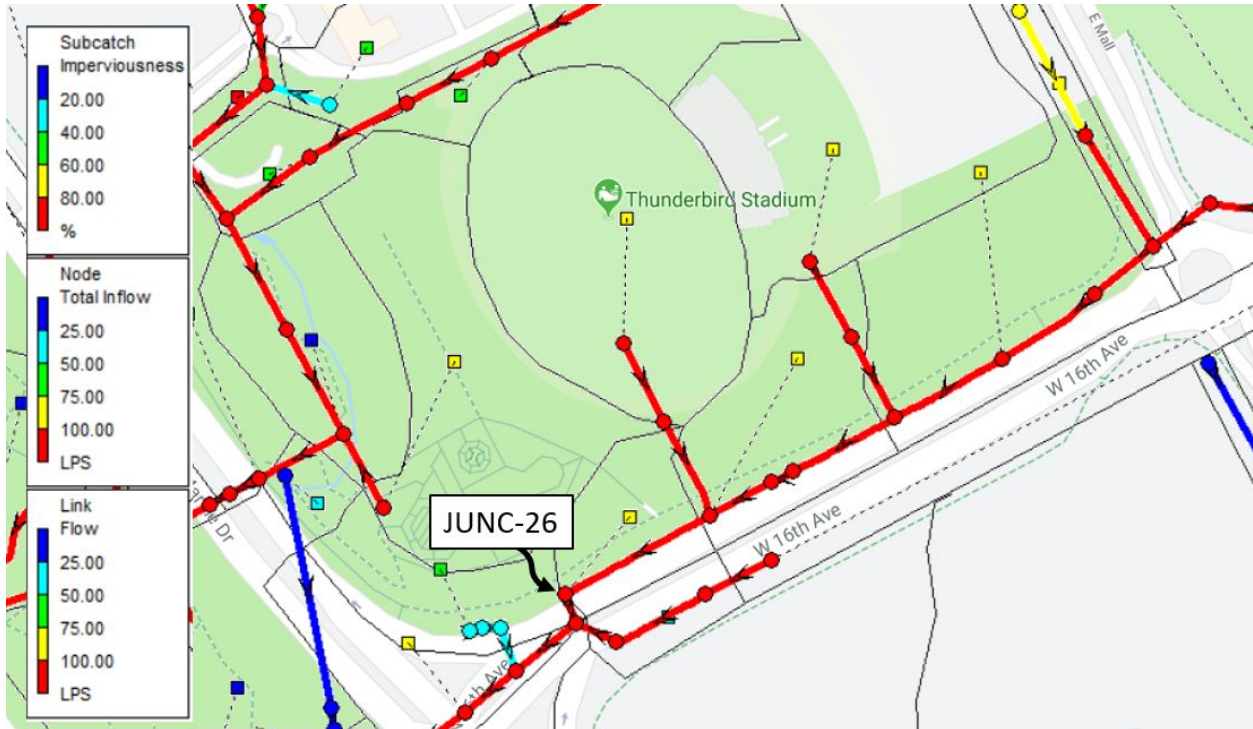 Subcatch
Imperviousness
20.00
40.00
60.00
80.00
%
Node
Total Inflow
25.00
50.00
75.00
100.00
LPS
Link
Flow
25.00
50.00
75.00
100.00
LPS
E Mall
Thunderbird Stadium
W 16th Ave
W 16th Ave
JUNC-26
Dr